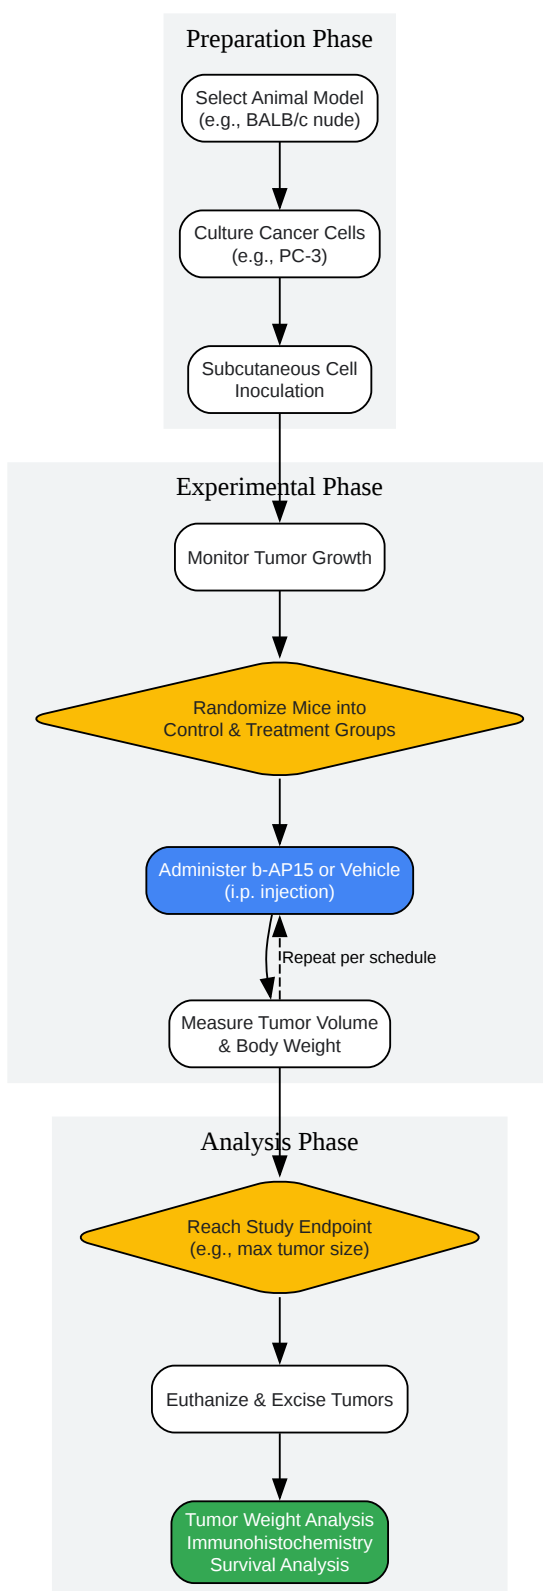 Preparation Phase
Select Animal Model
(e.g., BALB/c nude)
Culture Cancer Cells
(e.g., PC-3)
Subcutaneous Cell
Inoculation
Experimental Phase
Monitor Tumor Growth
Randomize Mice into
Control & Treatment Groups
Administer b-AP15 or Vehicle
(i.p. injection)
Repeat per schedule
Measure Tumor Volume
& Body Weight
Analysis Phase
Reach Study Endpoint
(e.g., max tumor size)
Euthanize & Excise Tumors
Tumor Weight Analysis
Immunohistochemistry
Survival Analysis